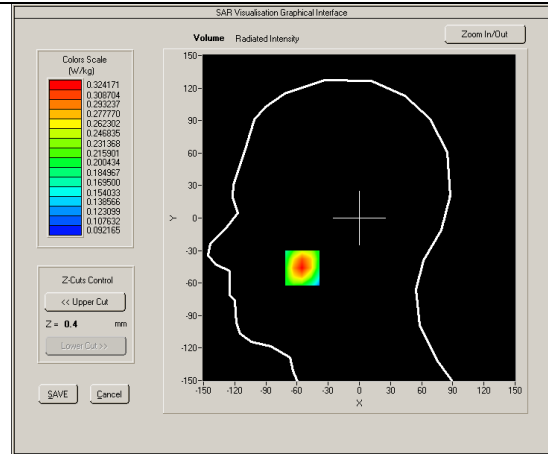 SAR Visualisation Graphical Interface
Volume Radiated Intensity
Zoom In/Out
Colors Scale
(W/kg)
0.324171
0.308704
0.293237
0.277770
0.262302
0.246835
0.231368
0.215901
0.200434
0.184967
0.169500
0.154033
0.138566
0.123099
0.107632
0.092165
Z-Cuts Control
<< Upper Cut
Z = 0.4 mm
Lower Cut >>
SAVE Cancel
150
120
90
60
30
0
-30
-60
-90
-120
-150
Y
-150 -120 -90 -60 -30 0 30 60 90 120 150
X